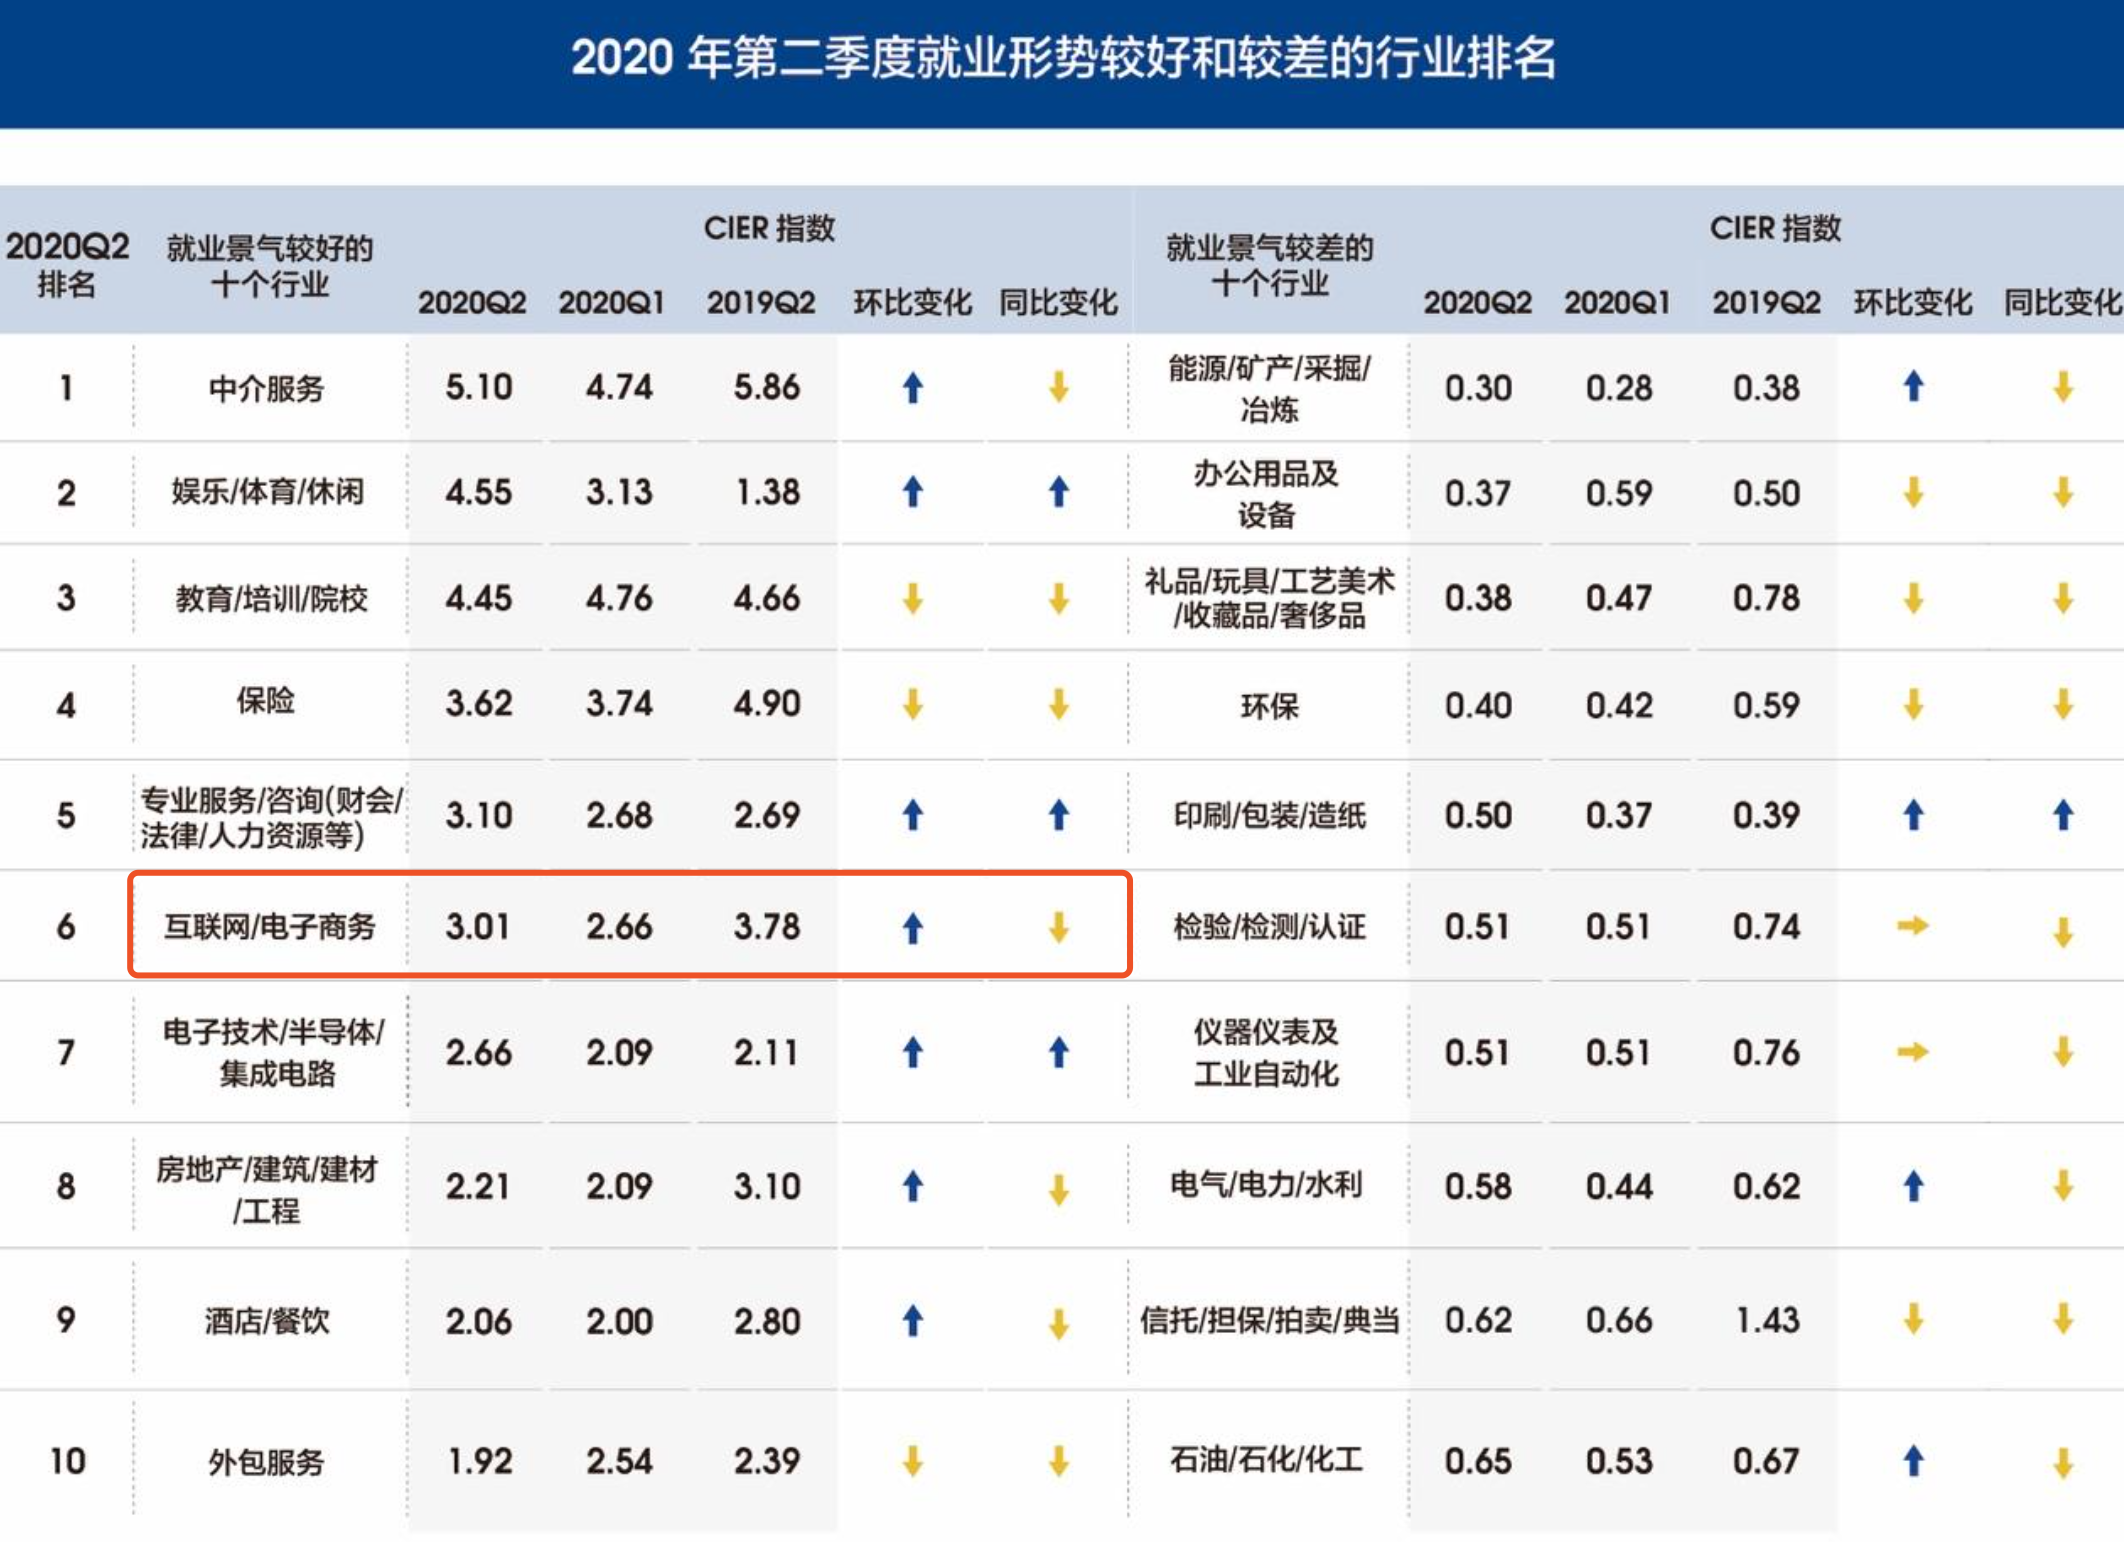 2020 年第二季度就业形势较好和较差的行业排名
2020Q2 排名 就业景气较好的 十个行业 CIER 指数 就业景气较差的 十个行业 CIER 指数
2020Q2 2020Q1 2019Q2 环比变化 同比变化 2020Q2 2020Q1 2019Q2 环比变化 同比变化
1 中介服务 5.10 4.74 5.86 能源/矿产/采掘/ 冶炼 0.30 0.28 0.38
2 娱乐/体育/休闲 4.55 3.13 1.38 办公用品及 设备 0.37 0.59 0.50
3 教育/培训/院校 4.45 4.76 4.66 礼品/玩具/工艺美术 /收藏品/奢侈品 0.38 0.47 0.78
4 保险 3.62 3.74 4.90 环保 0.40 0.42 0.59
5 专业服务/咨询(财会/ 法律/人力资源等) 3.10 2.68 2.69 印刷/包装/造纸 0.50 0.37 0.39
6 互联网/电子商务 3.01 2.66 3.78 检验/检测/认证 0.51 0.51 0.74
7 电子技术/半导体/ 集成电路 2.66 2.09 2.11 仪器仪表及 工业自动化 0.51 0.51 0.76
8 房地产/建筑/建材 /工程 2.21 2.09 3.10 电气/电力/水利 0.58 0.44 0.62
9 酒店/餐饮 2.06 2.00 2.80 信托/担保/拍卖/典当 0.62 0.66 1.43
10 外包服务 1.92 2.54 2.39 石油/石化/化工 0.65 0.53 0.67